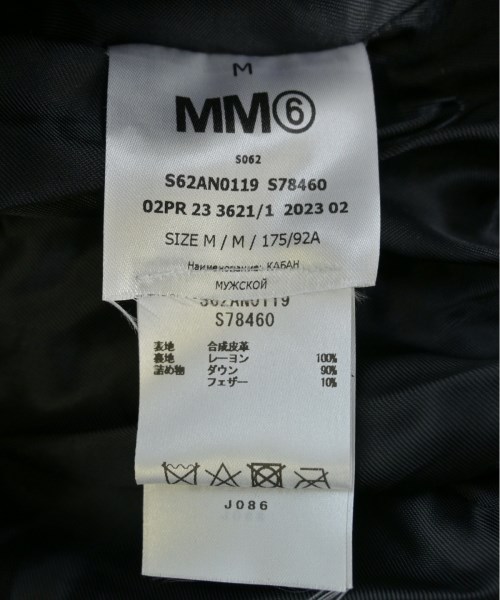 M
MM⑥
S062
S62AN0119 S78460
02PR 23 3621/1 2023 02
SIZE M / M / 175/92A
Наименование: КАБАН
МУЖСКОЙ
S62AN0119
S78460
表地 合成皮革
裏地 レーヨン 100%
詰め物 ダウン 90%
フェザー 10%
J086